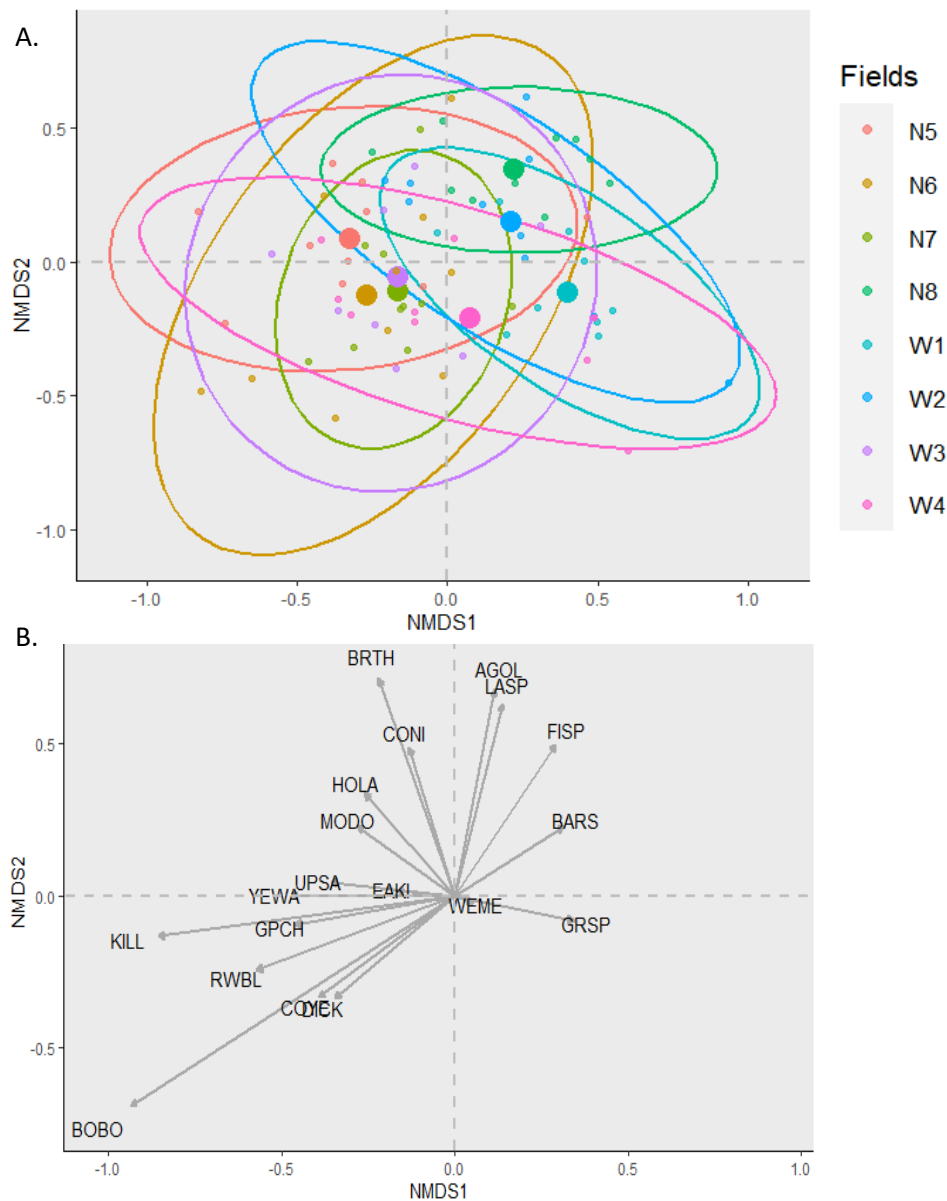 A.
Fields
N5
N6
N7
N8
W1
W2
W3
W4
0.5
0.0
-0.5
-1.0
NMDS2
-1.0 -0.5 0.0 0.5 1.0
NMDS1
B.
BRTH
AGOL
LASP
CONI
FISP
HOLA
MODO
BARS
UPSA
EAKI
YEWA
WEME
GPCH
GRSP
KILL
RWBL
COYE
DICK
BOBO
0.5
0.0
-0.5
NMDS2
-1.0 -0.5 0.0 0.5 1.0
NMDS1